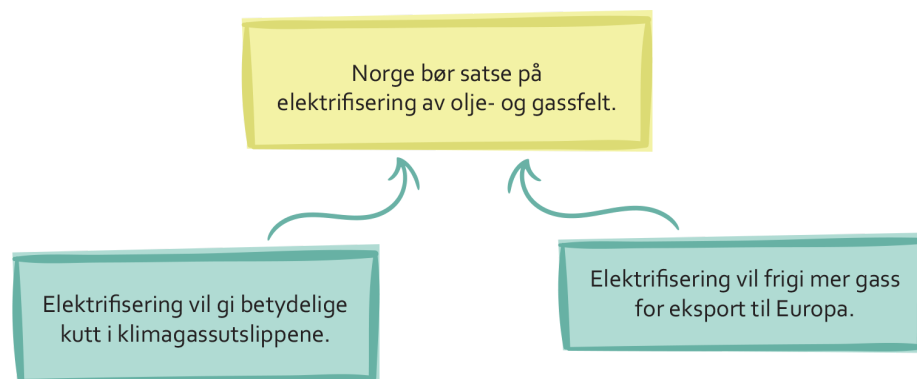 Norge bør satse på
elektrifisering av olje- og gassfelt.
Elektrifisering vil gi betydelige
kutt i klimagassutslippene.
Elektrifisering vil frigi mer gass
for eksport til Europa.